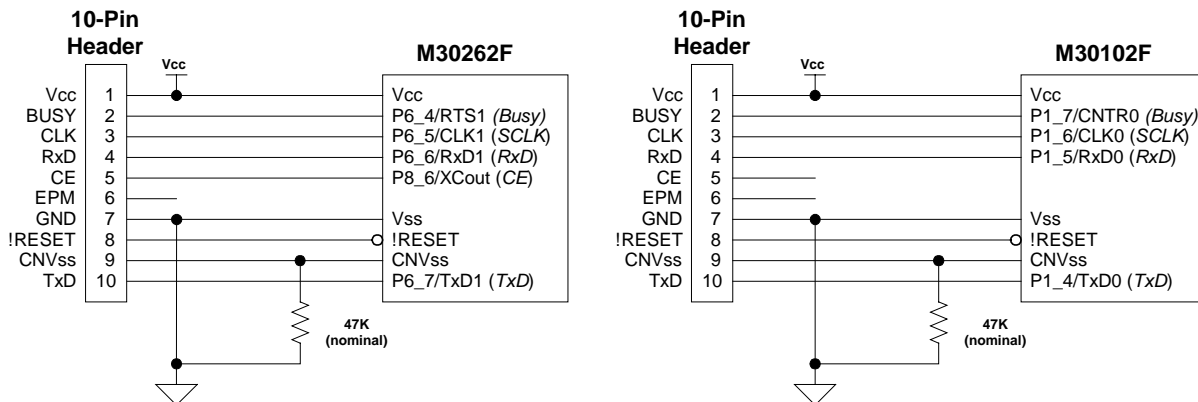 10-Pin
Header
M30262F
Vcc
Vcc 1 Vcc
BUSY 2 P6_4/RTS1 (Busy)
CLK 3 P6_5/CLK1 (SCLK)
RxD 4 P6_6/RxD1 (RxD)
CE 5 P8_6/XCout (CE)
EPM 6
GND 7 Vss
!RESET 8 !RESET
CNVss 9 CNVss
TxD 10 P6_7/TxD1 (TxD)
47K
(nominal)
10-Pin
Header
M30102F
Vcc
Vcc 1 Vcc
BUSY 2 P1_7/CNTR0 (Busy)
CLK 3 P1_6/CLK0 (SCLK)
RxD 4 P1_5/RxD0 (RxD)
CE 5
EPM 6
GND 7 Vss
!RESET 8 !RESET
CNVss 9 CNVss
TxD 10 P1_4/TxD0 (TxD)
47K
(nominal)